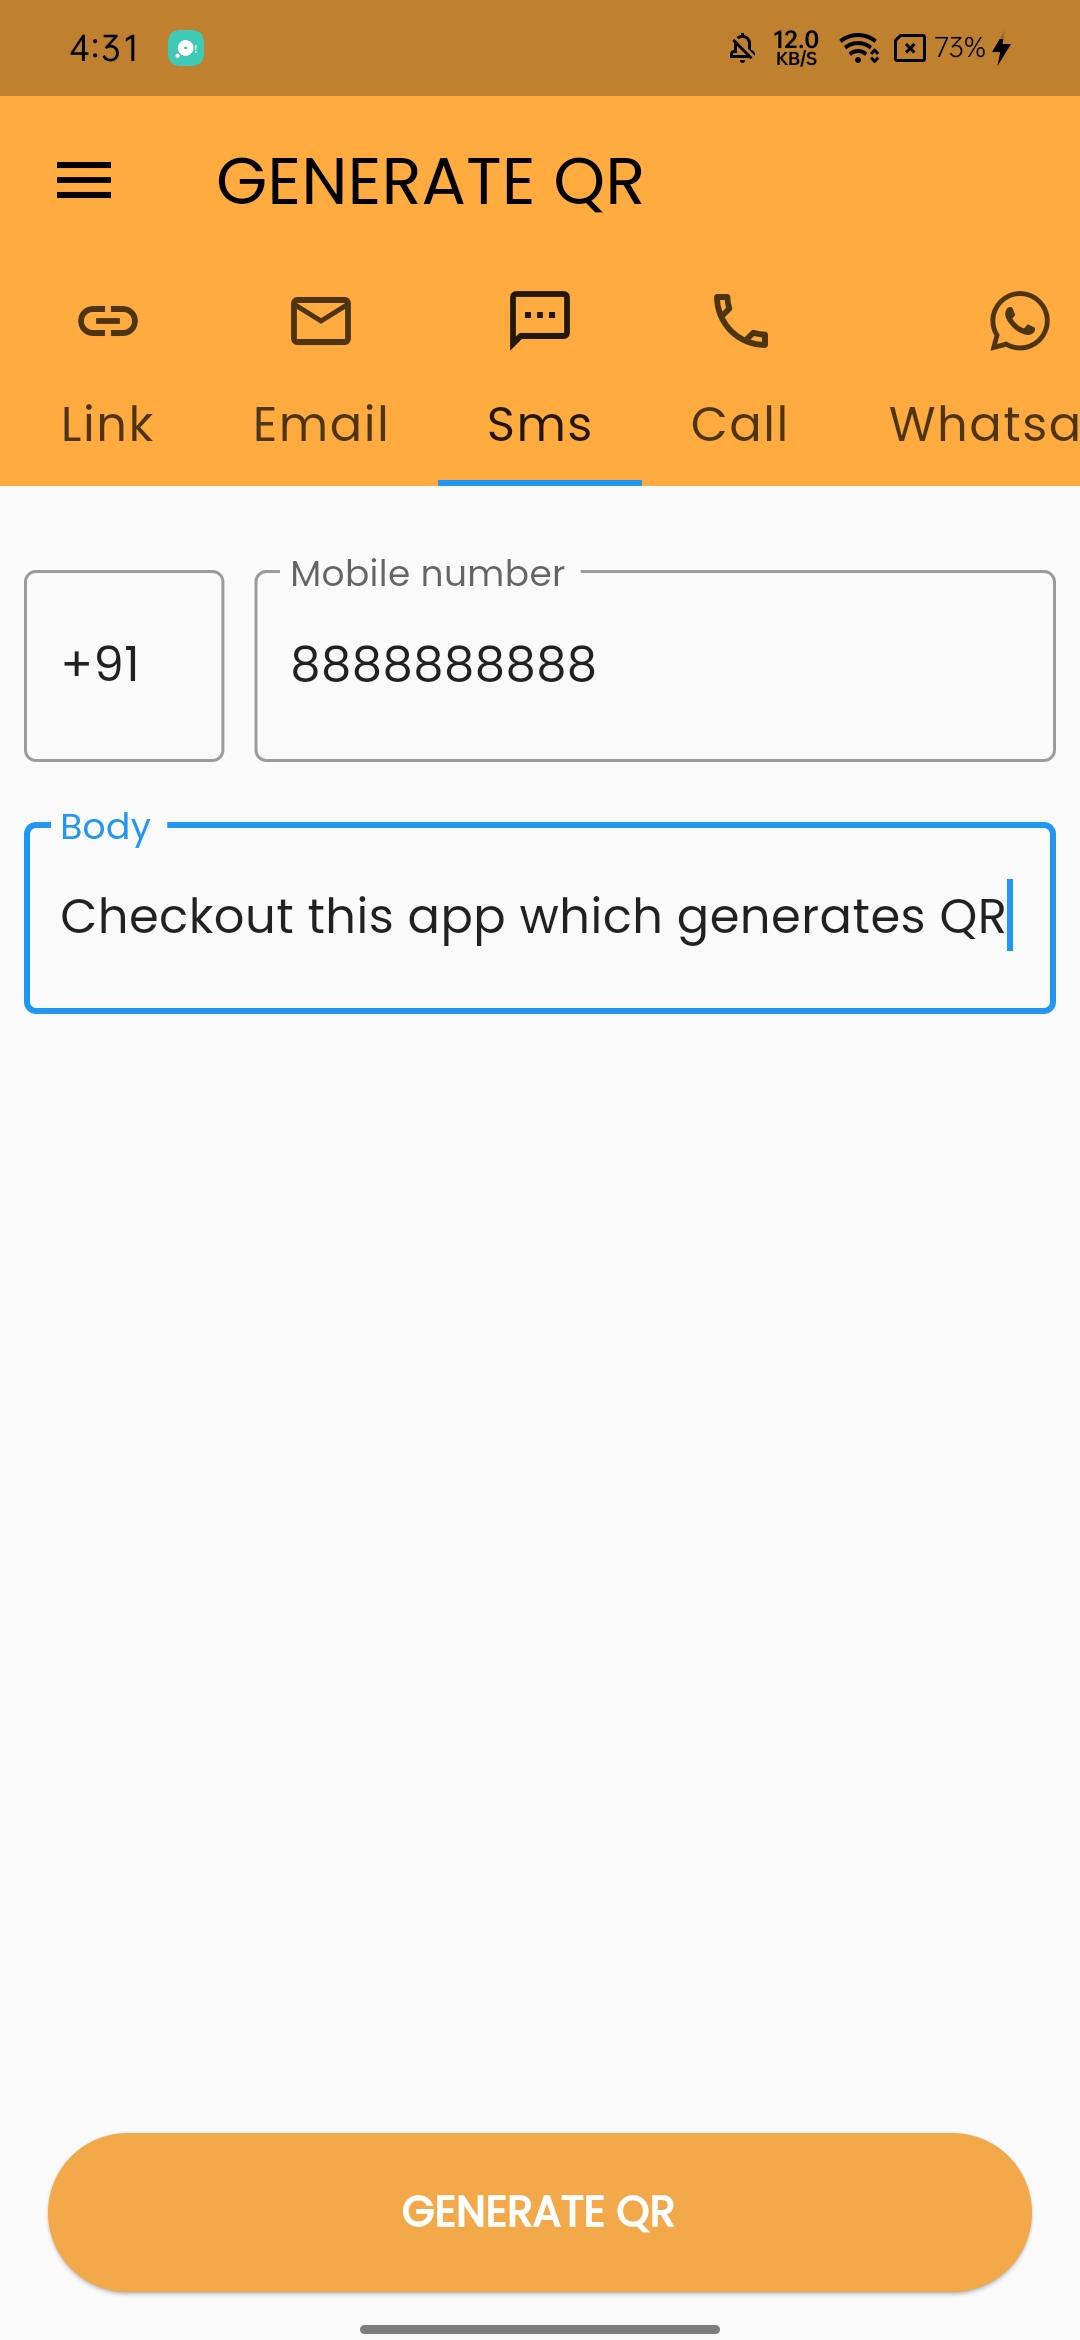 4:31 12.0 KB/S 73%
GENERATE QR
Link Email Sms Call Whatsa
Mobile number
+91 8888888888
Body
Checkout this app which generates QR
GENERATE QR